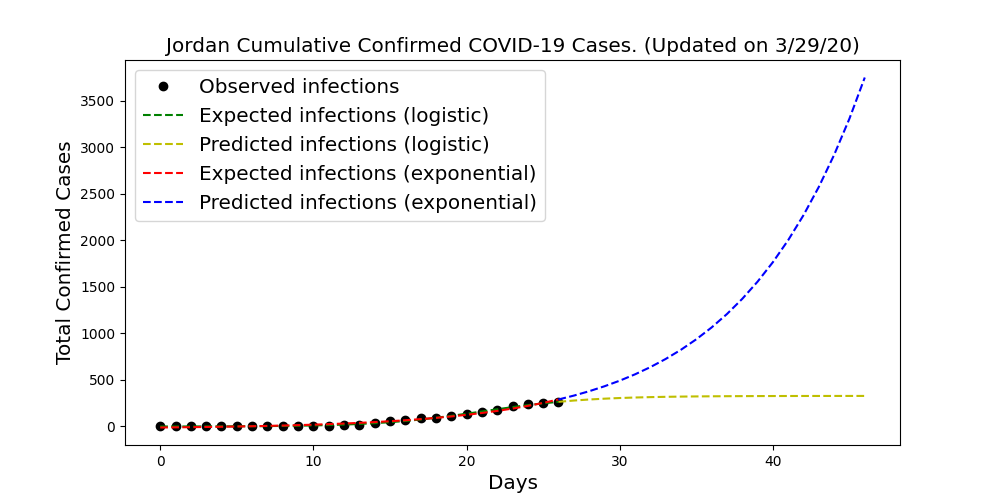 Jordan Cumulative Confirmed COVID-19 Cases. (Updated on 3/29/20)
Observed infections
Expected infections (logistic)
Predicted infections (logistic)
Expected infections (exponential)
Predicted infections (exponential)
Total Confirmed Cases
3500
3000
2500
2000
1500
1000
500
0
0 10 20 30 40
Days